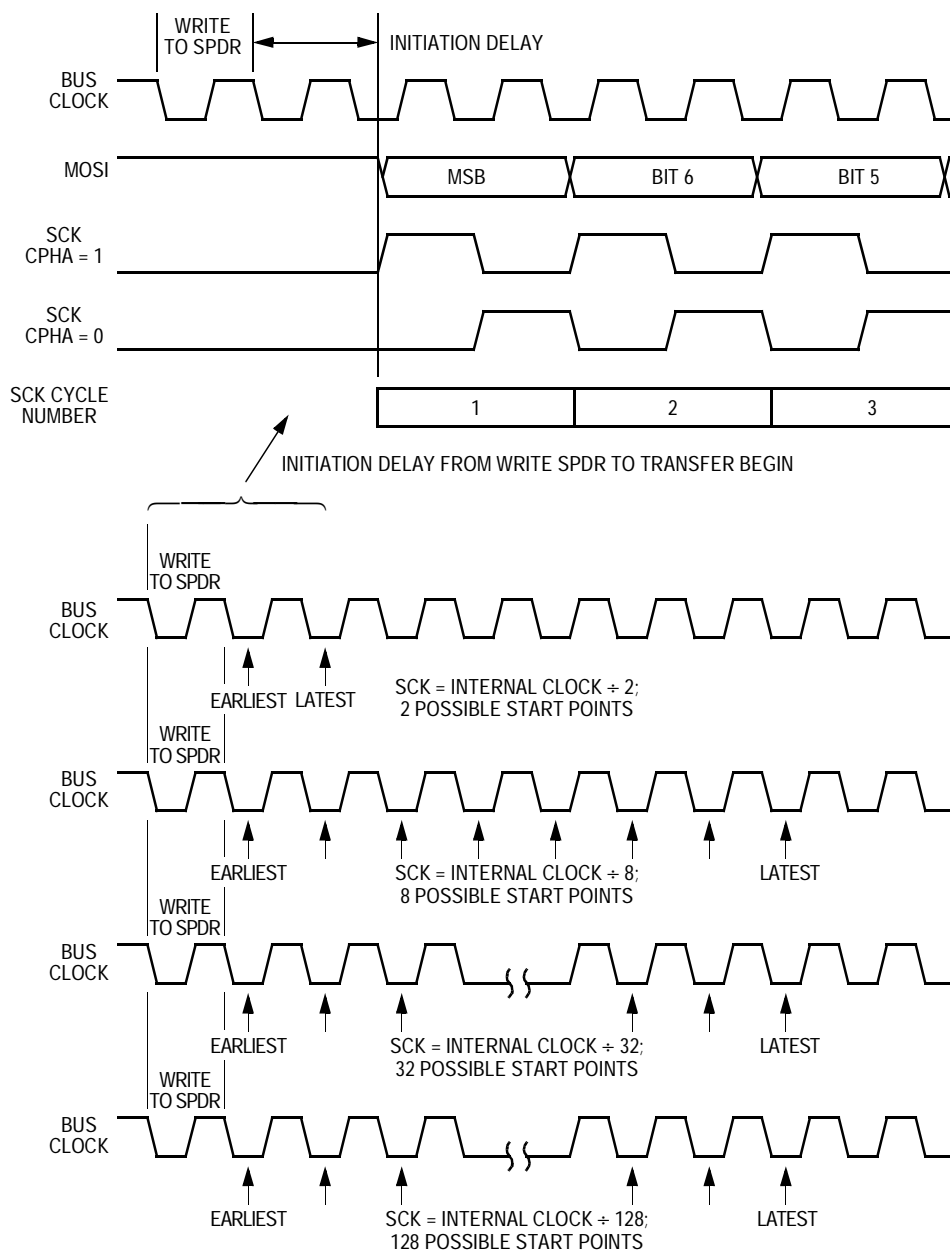 WRITE
TO SPDR
INITIATION DELAY
BUS
CLOCK
MOSI
MSB
BIT 6
BIT 5
SCK
CPHA = 1
SCK
CPHA = 0
SCK CYCLE
NUMBER
1
2
3
INITIATION DELAY FROM WRITE SPDR TO TRANSFER BEGIN
WRITE
TO SPDR
BUS
CLOCK
EARLIEST
LATEST
SCK = INTERNAL CLOCK ÷ 2;
2 POSSIBLE START POINTS
WRITE
TO SPDR
BUS
CLOCK
EARLIEST
SCK = INTERNAL CLOCK ÷ 8;
8 POSSIBLE START POINTS
LATEST
WRITE
TO SPDR
BUS
CLOCK
EARLIEST
SCK = INTERNAL CLOCK ÷ 32;
32 POSSIBLE START POINTS
LATEST
WRITE
TO SPDR
BUS
CLOCK
EARLIEST
SCK = INTERNAL CLOCK ÷ 128;
128 POSSIBLE START POINTS
LATEST